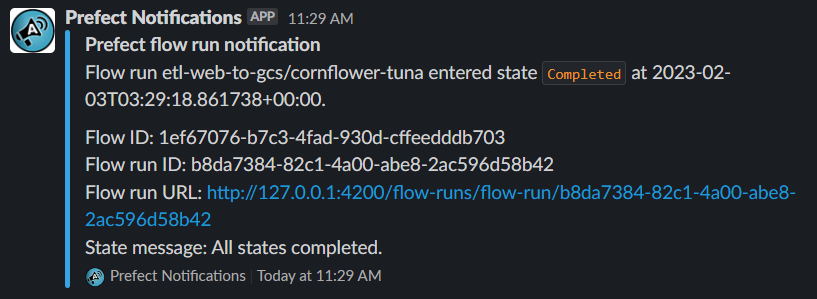 Prefect Notifications APP 11:29 AM
Prefect flow run notification
Flow run etl-web-to-gcs/cornflower-tuna entered state Completed at 2023-02-
03T03:29:18.861738+00:00.
Flow ID: 1ef67076-b7c3-4fad-930d-cffeedddb703
Flow run ID: b8da7384-82c1-4a00-abe8-2ac596d58b42
Flow run URL: http://127.0.0.1:4200/flow-runs/flow-run/b8da7384-82c1-4a00-abe8-
2ac596d58b42
State message: All states completed.
Prefect Notifications | Today at 11:29 AM